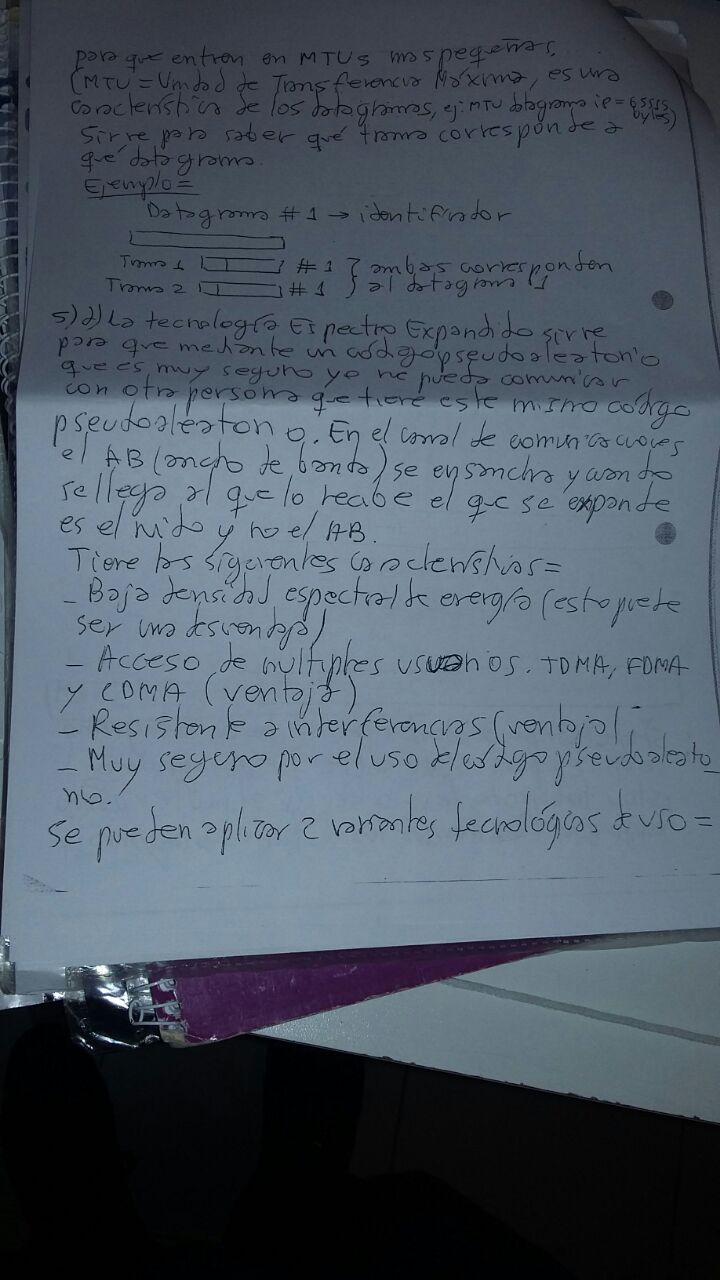 para que entren en MTUs mas pequeñas,
(MTU = Unidad de Transferencia Máxima, es una
característica de los datagramas, ej: MTU datagrama ip = 65515 bytes)
Sirve para saber qué trama corresponde a
qué datagrama.
Ejemplo =
Datagrama # 1 → identificador
Trama 1 # 1 } ambas corresponden
Trama 2 # 1 } al datagrama 1
5) a) La tecnología Espectro Expandido sirve
para que mediante un código pseudoaleatorio
que es muy seguro yo me pueda comunicar
con otra persona que tiene este mismo código
pseudoaleatorio. En el canal de comunicaciones
el AB (ancho de banda) se ensancha y cuando
se llega al que lo recibe el que se expande
es el ruido y no el AB.
Tiene las siguientes características =
- Baja densidad espectral de energía (esto puede
ser una desventaja)
- Acceso de multiples usuarios. TDMA, FDMA
y CDMA (ventaja)
- Resistente a interferencias (ventaja)
- Muy seguro por el uso del código pseudoaleato_
rio.
Se pueden aplicar 2 variantes tecnológicas de uso =